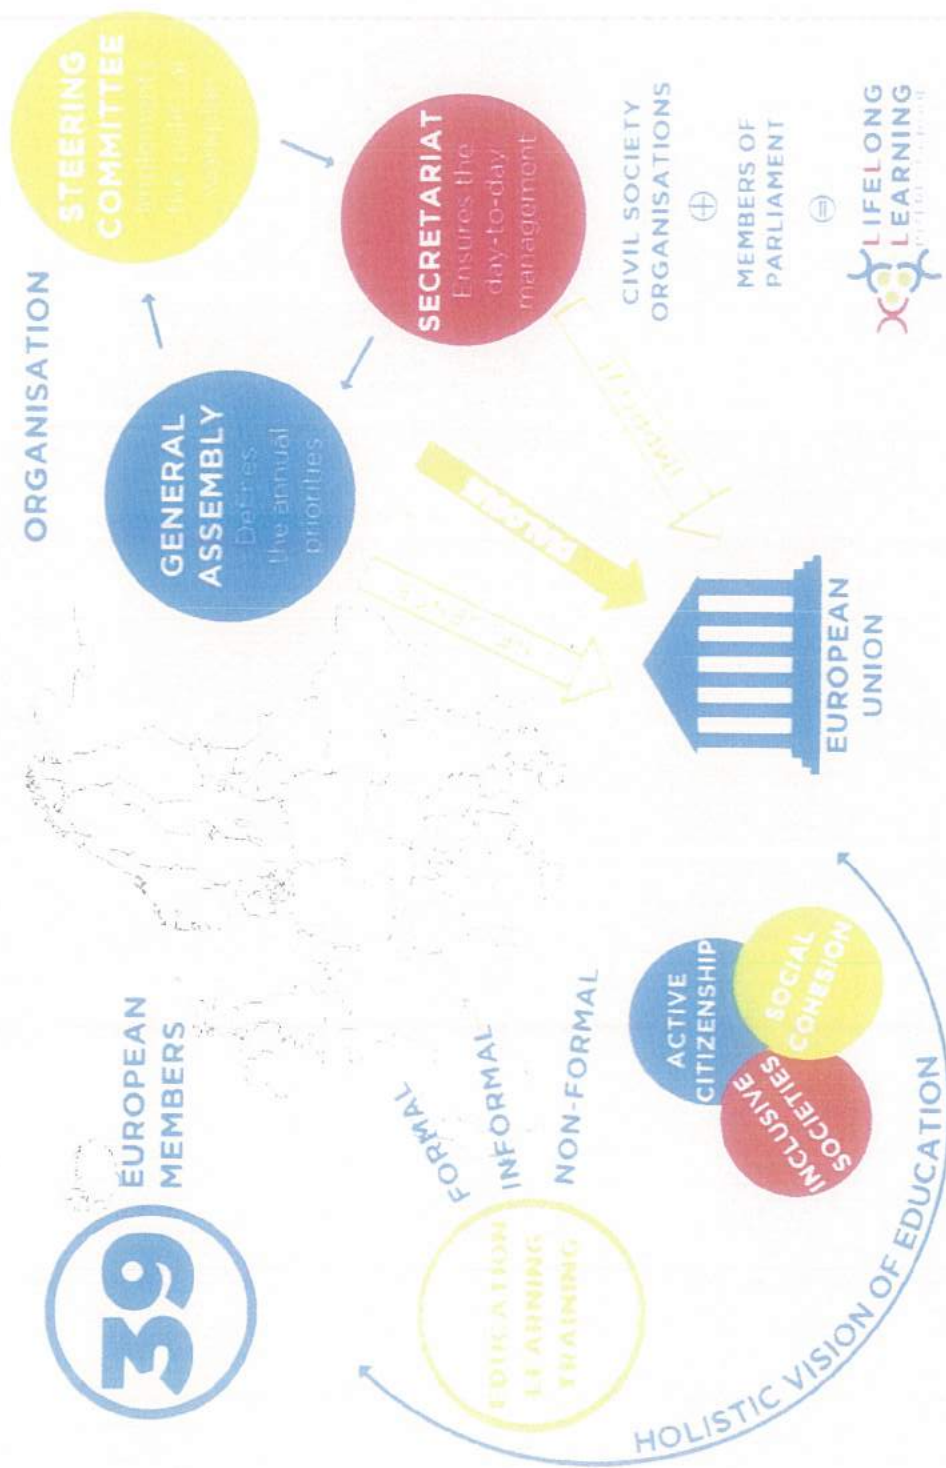 39
EUROPEAN
MEMBERS
ORGANISATION
GENERAL
ASSEMBLY
Defines
the annual
priorities
STEERING
COMMITTEE
SECRETARIAT
Ensures the
day-to-day
management
FORMAL
INFORMAL
NON-FORMAL
EDUCATION
LEARNING
TRAINING
ACTIVE
CITIZENSHIP
INCLUSIVE
SOCIETIES
SOCIAL
COHESION
HOLISTIC VISION OF EDUCATION
EUROPEAN
UNION
CIVIL SOCIETY
ORGANISATIONS
+
MEMBERS OF
PARLIAMENT
=
LIFELONG
LEARNING